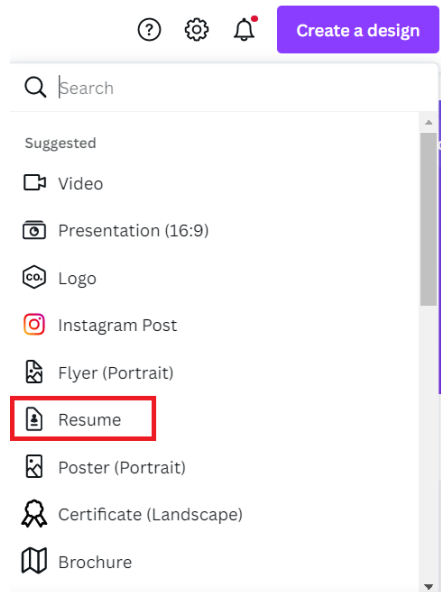 Create a design
Search
Suggested
Video
Presentation (16:9)
CO. Logo
Instagram Post
Flyer (Portrait)
Resume
Poster (Portrait)
Certificate (Landscape)
Brochure